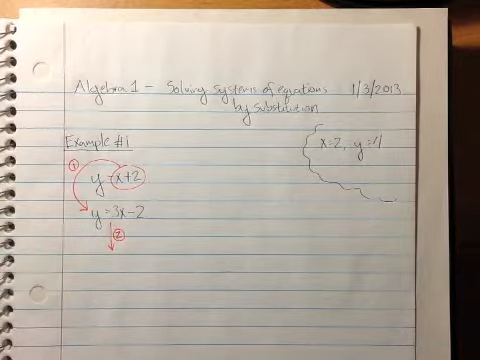 Algebra 1 - Solving systems of equations 1/3/2013
by substitution
Example #1
x=2, y=4
①
y=x+2
y=3x-2
②